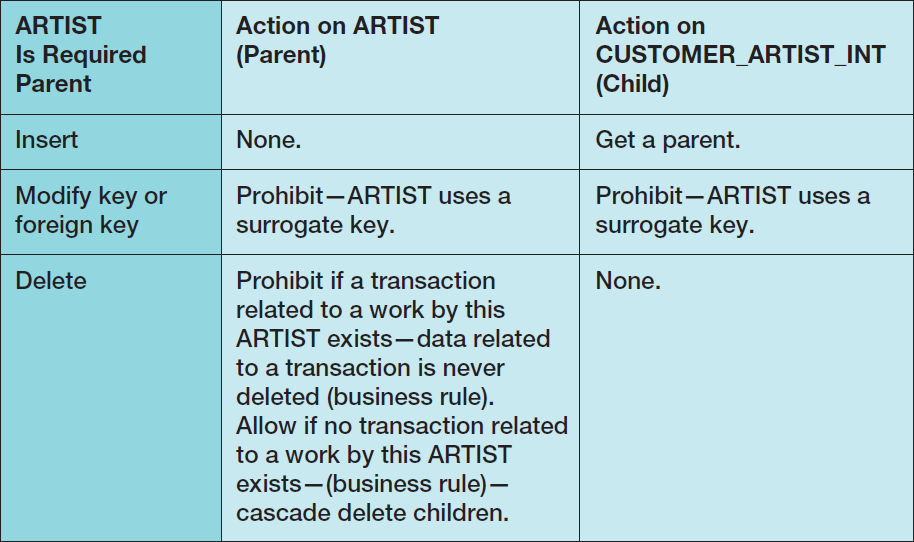 ARTIST
Is Required
Parent
Action on ARTIST
(Parent)
Action on
CUSTOMER_ARTIST_INT
(Child)
Insert
None.
Get a parent.
Modify key or
foreign key
Prohibit—ARTIST uses a
surrogate key.
Prohibit—ARTIST uses a
surrogate key.
Delete
Prohibit if a transaction
related to a work by this
ARTIST exists—data related
to a transaction is never
deleted (business rule).
Allow if no transaction related
to a work by this ARTIST
exists—(business rule)—
cascade delete children.
None.